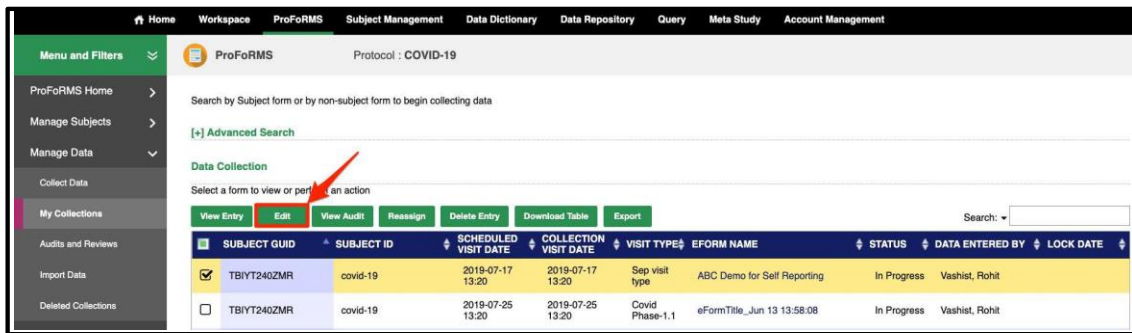 Home Workspace ProFoRMS Subject Management Data Dictionary Data Repository Query Meta Study Account Management
Menu and Filters
ProFoRMS Protocol : COVID-19
ProFoRMS Home
Manage Subjects
Manage Data
Collect Data
My Collections
Audits and Reviews
Import Data
Deleted Collections
Search by Subject form or by non-subject form to begin collecting data
[+] Advanced Search
Data Collection
Select a form to view or an action
View Entry Edit View Audit Reassign Delete Entry Download Table Export Search:
SUBJECT GUID SUBJECT ID SCHEDULED VISIT DATE COLLECTION VISIT DATE VISIT TYPE EFORM NAME STATUS DATA ENTERED BY LOCK DATE
TBIYT240ZMR covid-19 2019-07-17 13:20 2019-07-17 13:20 Sep visit type ABC Demo for Self Reporting In Progress Vashist, Rohit
TBIYT240ZMR covid-19 2019-07-25 13:20 2019-07-25 13:20 Covid Phase-1.1 eFormTitle_Jun 13 13:58:08 In Progress Vashist, Rohit